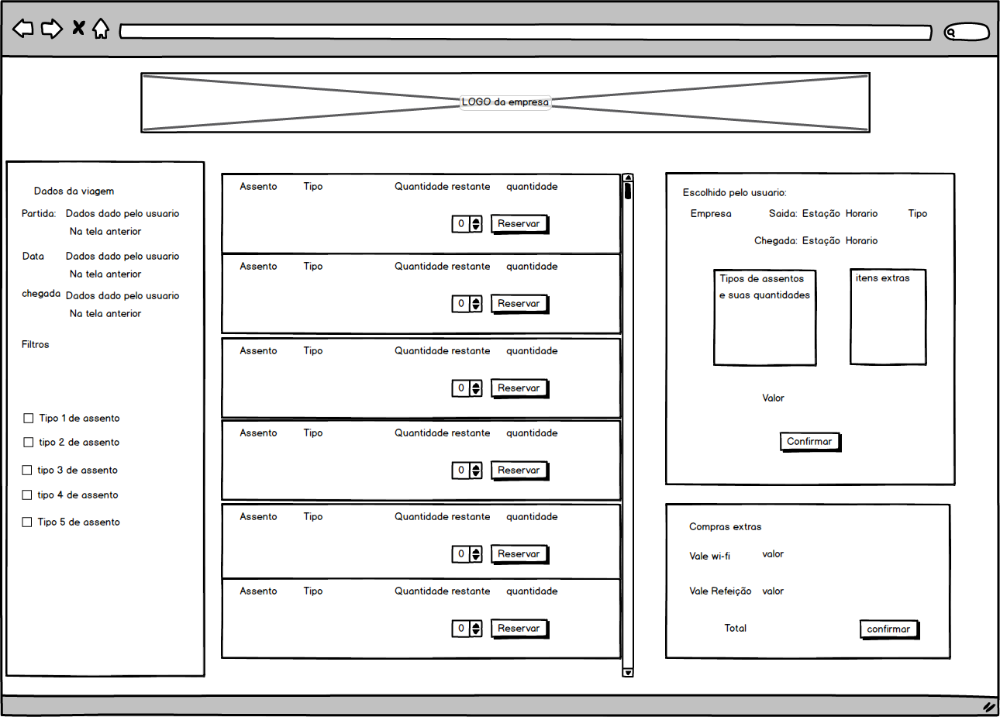 LOGO da empresa
Dados da viagem
Partida: Dados dado pelo usuario
Na tela anterior
Data Dados dado pelo usuario
Na tela anterior
chegada Dados dado pelo usuario
Na tela anterior
Filtros
Tipo 1 de assento
tipo 2 de assento
tipo 3 de assento
tipo 4 de assento
Tipo 5 de assento
Assento Tipo Quantidade restante quantidade
0 Reservar
Assento Tipo Quantidade restante quantidade
0 Reservar
Assento Tipo Quantidade restante quantidade
0 Reservar
Assento Tipo Quantidade restante quantidade
0 Reservar
Assento Tipo Quantidade restante quantidade
0 Reservar
Assento Tipo Quantidade restante quantidade
0 Reservar
Escolhido pelo usuario:
Empresa Saida: Estação Horario Tipo
Chegada: Estação Horario
Tipos de assentos
e suas quantidades
itens extras
Valor
Confirmar
Compras extras
Vale wi-fi valor
Vale Refeição valor
Total confirmar